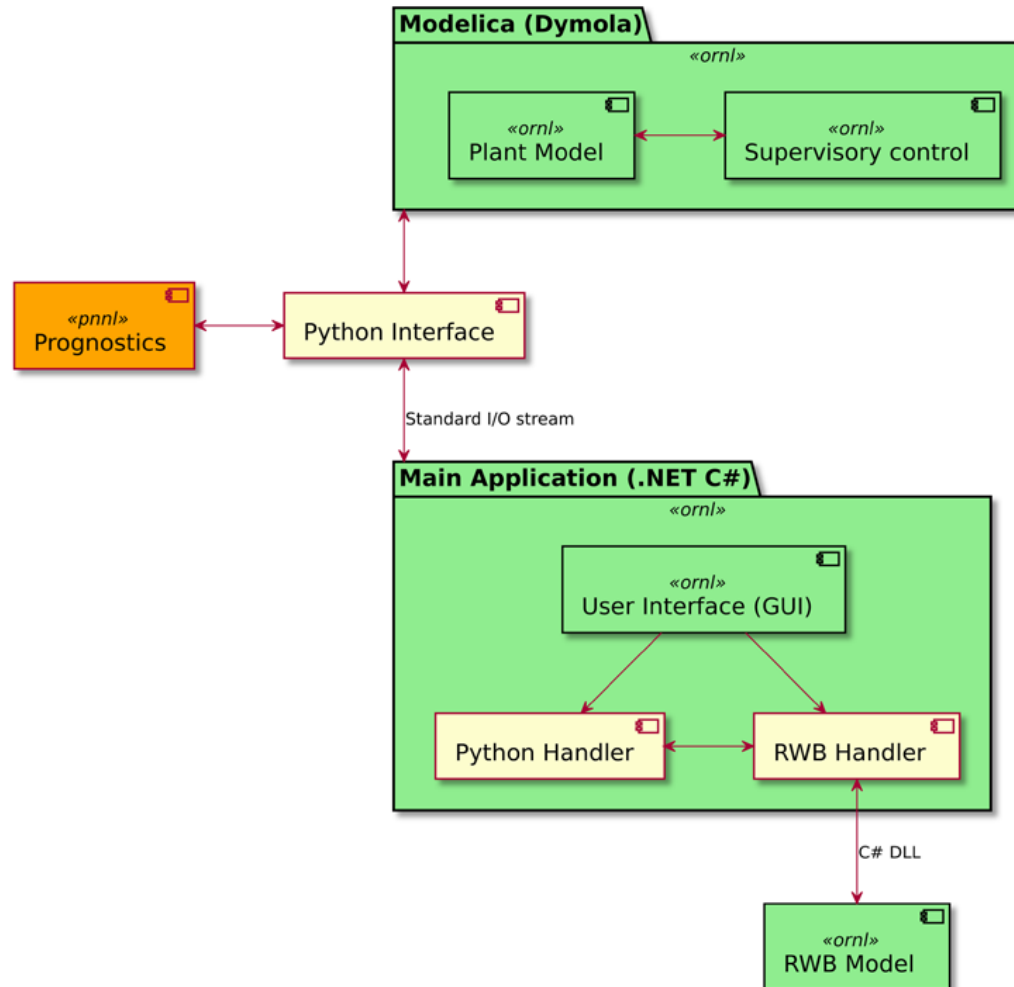 Modelica (Dymola)
«ornl»
«ornl»
Plant Model
«ornl»
Supervisory control
«pnnl»
Prognostics
Python Interface
Standard I/O stream
Main Application (.NET C#)
«ornl»
«ornl»
User Interface (GUI)
Python Handler
RWB Handler
C# DLL
«ornl»
RWB Model